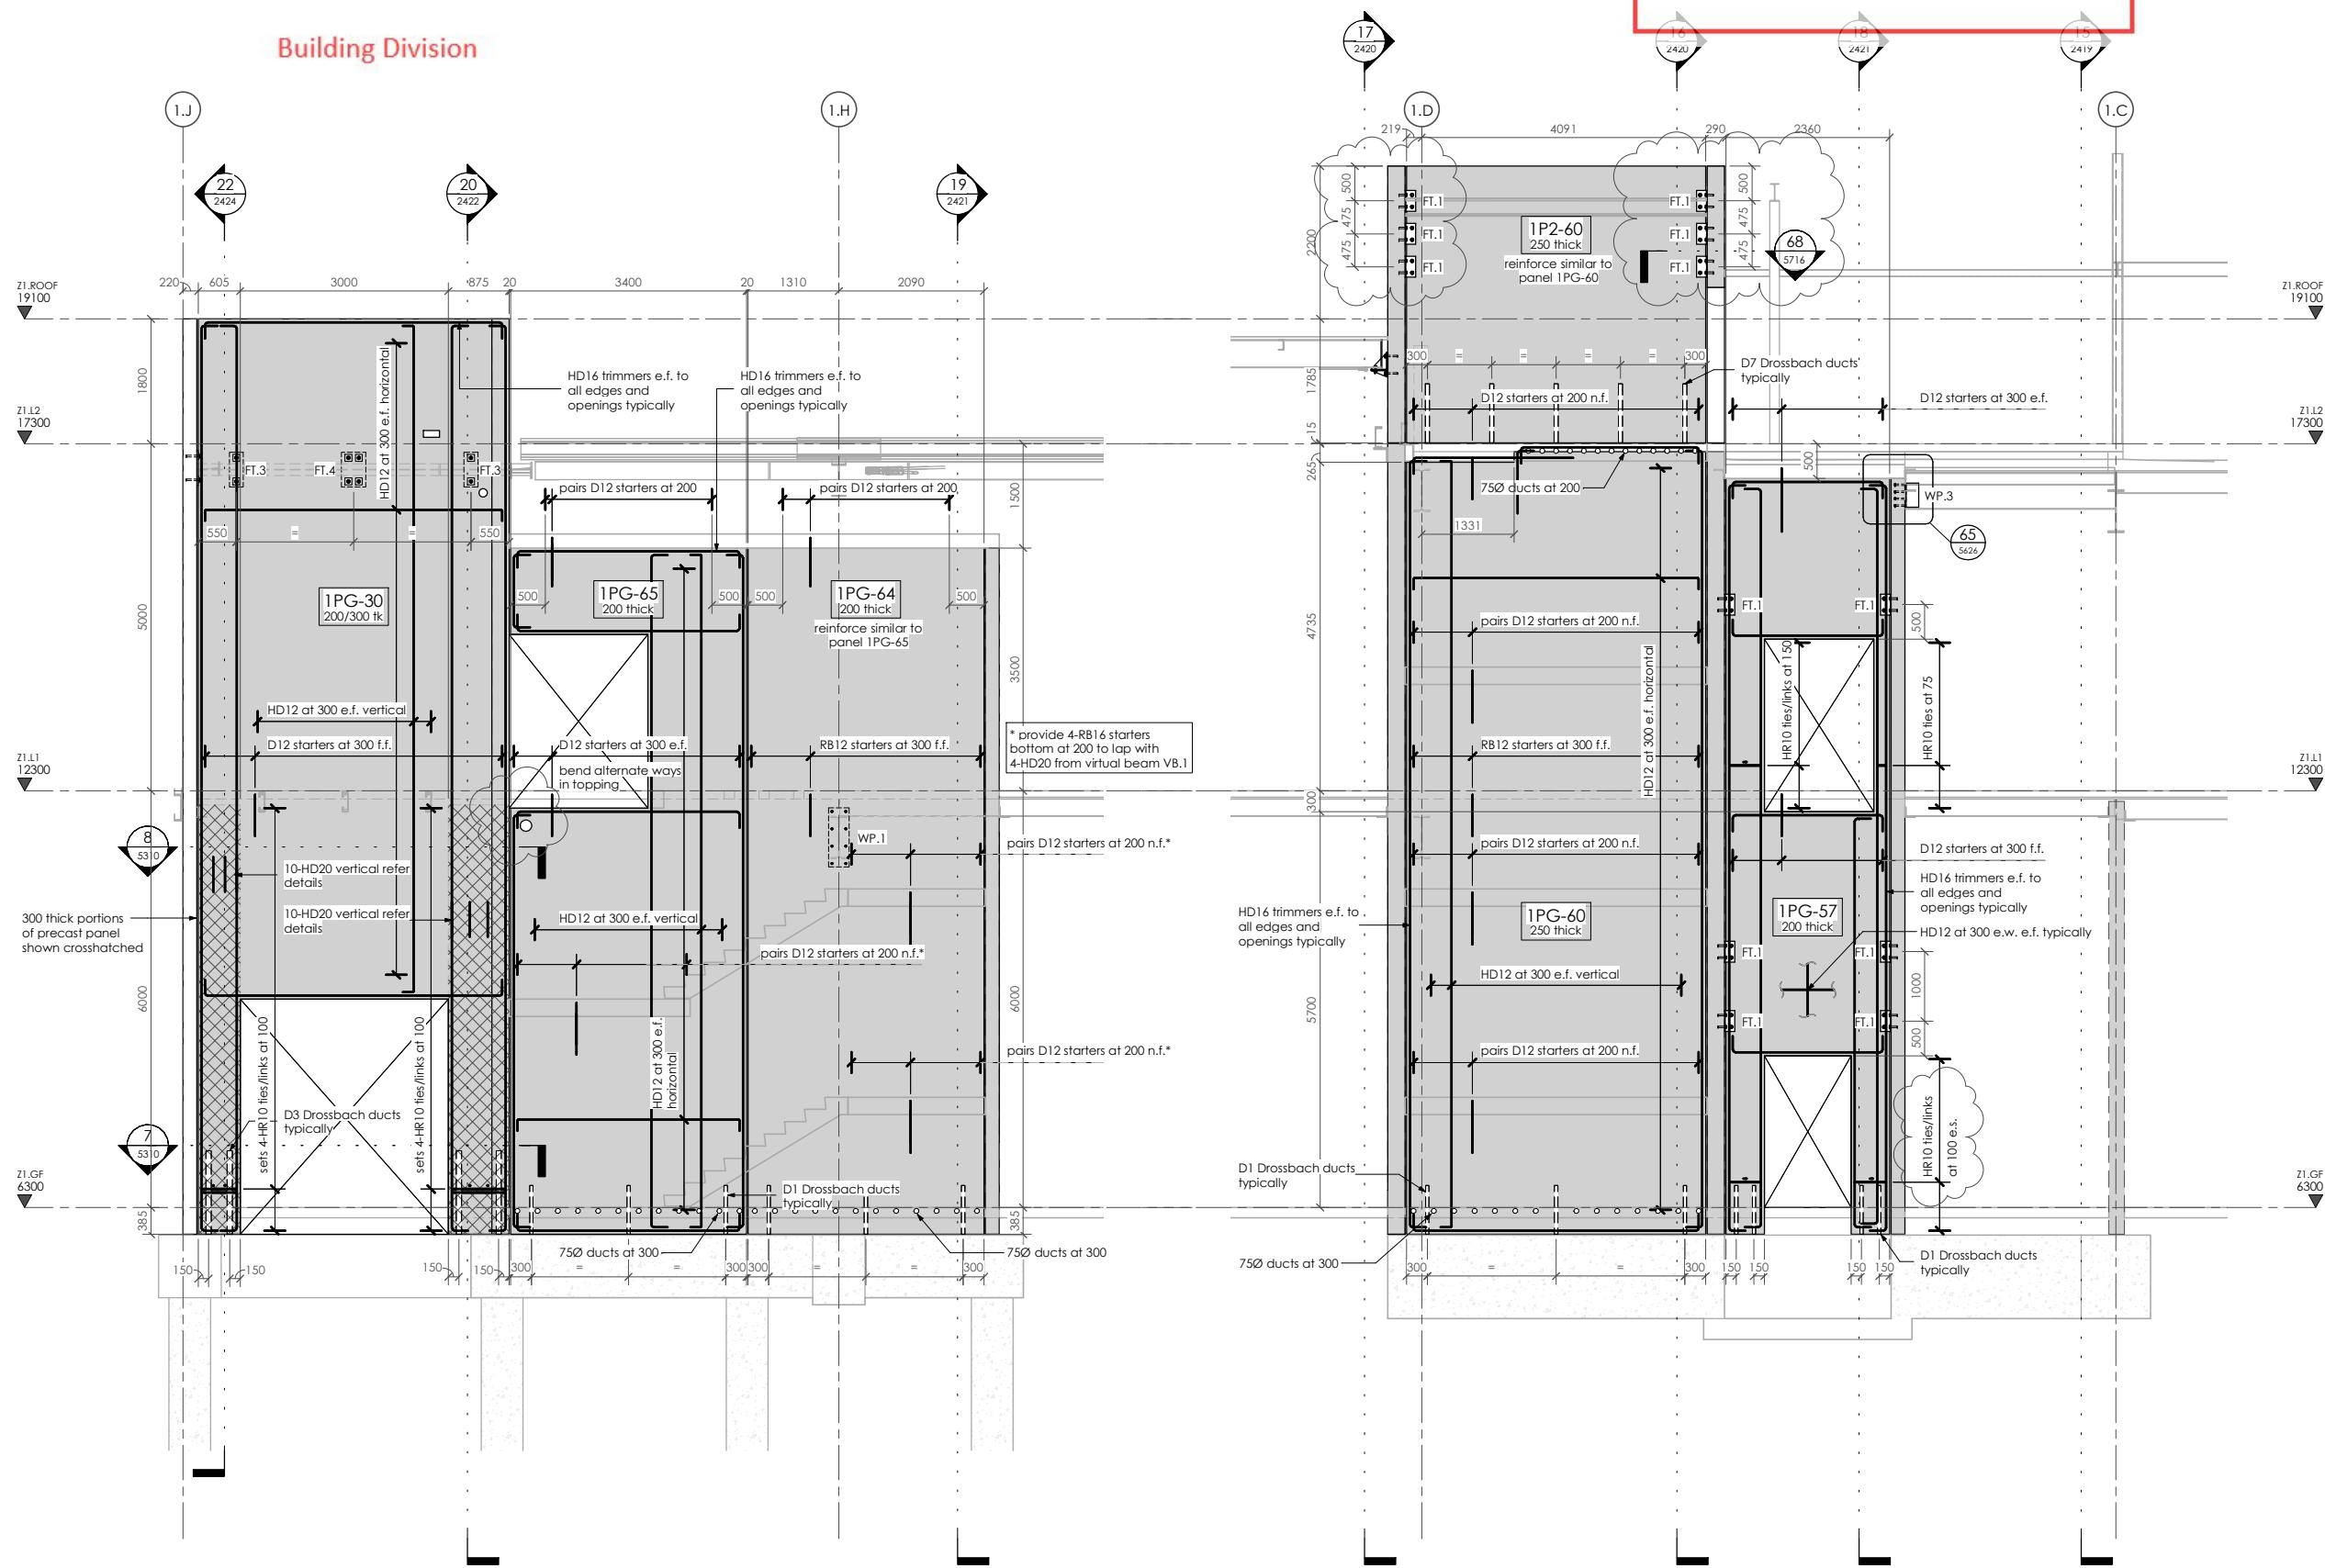 Building Division
17
2420
16
2420
18
2421
15
2419
1.J
1.H
1.D
1.C
219
4091
290
2360
22
2424
20
2422
19
2421
500
475
475
2200
FT.1
FT.1
FT.1
1P2-60
250 thick
reinforce similar to
panel 1PG-60
FT.1
FT.1
FT.1
500
475
475
68
5716
220
605
3000
875
20
3400
20
1310
2090
Z1.ROOF
19100
Z1.ROOF
19100
1800
HD12 at 300 e.f. horizontal
HD16 trimmers e.f. to
all edges and
openings typically
HD16 trimmers e.f. to
all edges and
openings typically
300
=
=
=
=
300
1785
D7 Drossbach ducts
typically
D12 starters at 200 n.f.
D12 starters at 300 e.f.
Z1.L2
17300
Z1.L2
17300
15
265
FT.3
FT.4
FT.3
pairs D12 starters at 200
pairs D12 starters at 200
1500
75Ø ducts at 200
500
WP.3
65
5626
550
=
=
550
1331
1PG-30
200/300 tk
500
1PG-65
200 thick
500
500
1PG-64
200 thick
500
reinforce similar to
panel 1PG-65
5000
3500
4735
pairs D12 starters at 200 n.f.
FT.1
FT.1
500
HD12 at 300 e.f. horizontal
HR10 ties/links at 150
HR10 ties at 75
HD12 at 300 e.f. vertical
D12 starters at 300 f.f.
D12 starters at 300 e.f.
bend alternate ways
in topping
RB12 starters at 300 f.f.
* provide 4-RB16 starters
bottom at 200 to lap with
4-HD20 from virtual beam VB.1
RB12 starters at 300 f.f.
Z1.L1
12300
Z1.L1
12300
300
8
5310
WP.1
pairs D12 starters at 200 n.f.*
pairs D12 starters at 200 n.f.
D12 starters at 300 f.f.
10-HD20 vertical refer
details
10-HD20 vertical refer
details
300 thick portions
of precast panel
shown crosshatched
HD12 at 300 e.f. vertical
pairs D12 starters at 200 n.f.*
HD16 trimmers e.f. to
all edges and
openings typically
1PG-60
250 thick
1PG-57
200 thick
HD16 trimmers e.f. to
all edges and
openings typically
HD12 at 300 e.w. e.f. typically
FT.1
FT.1
1000
HD12 at 300 e.f. vertical
6000
6000
5700
FT.1
FT.1
500
sets 4-HR10 ties/links at 100
sets 4-HR10 ties/links at 100
HD12 at 300 e.f.
horizontal
pairs D12 starters at 200 n.f.*
pairs D12 starters at 200 n.f.
HR10 ties/links
at 100 e.s.
D3 Drossbach ducts
typically
7
5310
D1 Drossbach ducts
typically
D1 Drossbach ducts
typically
Z1.GF
6300
Z1.GF
6300
385
385
75Ø ducts at 300
75Ø ducts at 300
75Ø ducts at 300
D1 Drossbach ducts
typically
150
150
150
150
300
=
=
300
300
=
=
300
300
=
=
300
150
150
150
150